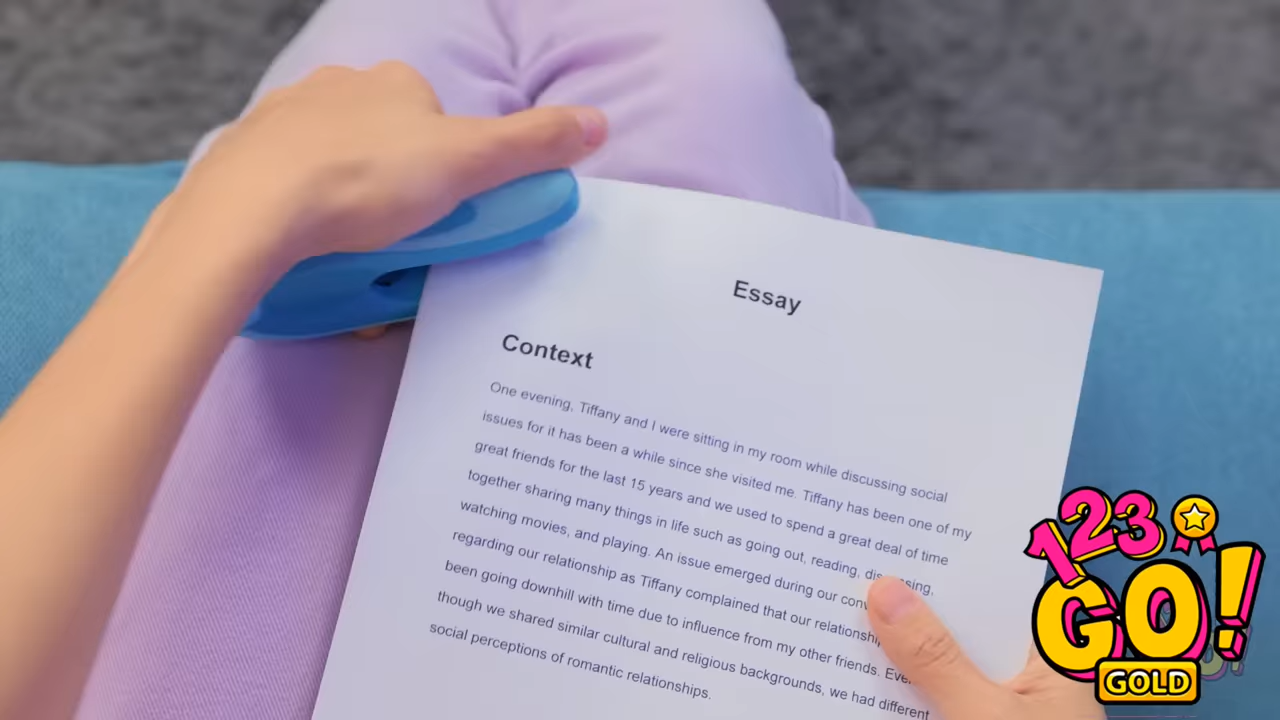 Essay
Context
One evening, Tiffany and I were sitting in my room while discussing social
issues for it has been a while since she visited me. Tiffany has been one of my
great friends for the last 15 years and we used to spend a great deal of time
together sharing many things in life such as going out, reading,
watching movies, and playing. An issue emerged during our
regarding our relationship as Tiffany complained that our
been going downhill with time due to influence from my other friends.
though we shared similar cultural and religious backgrounds, we had different
social perceptions of romantic relationships.
123
GO!
GOLD